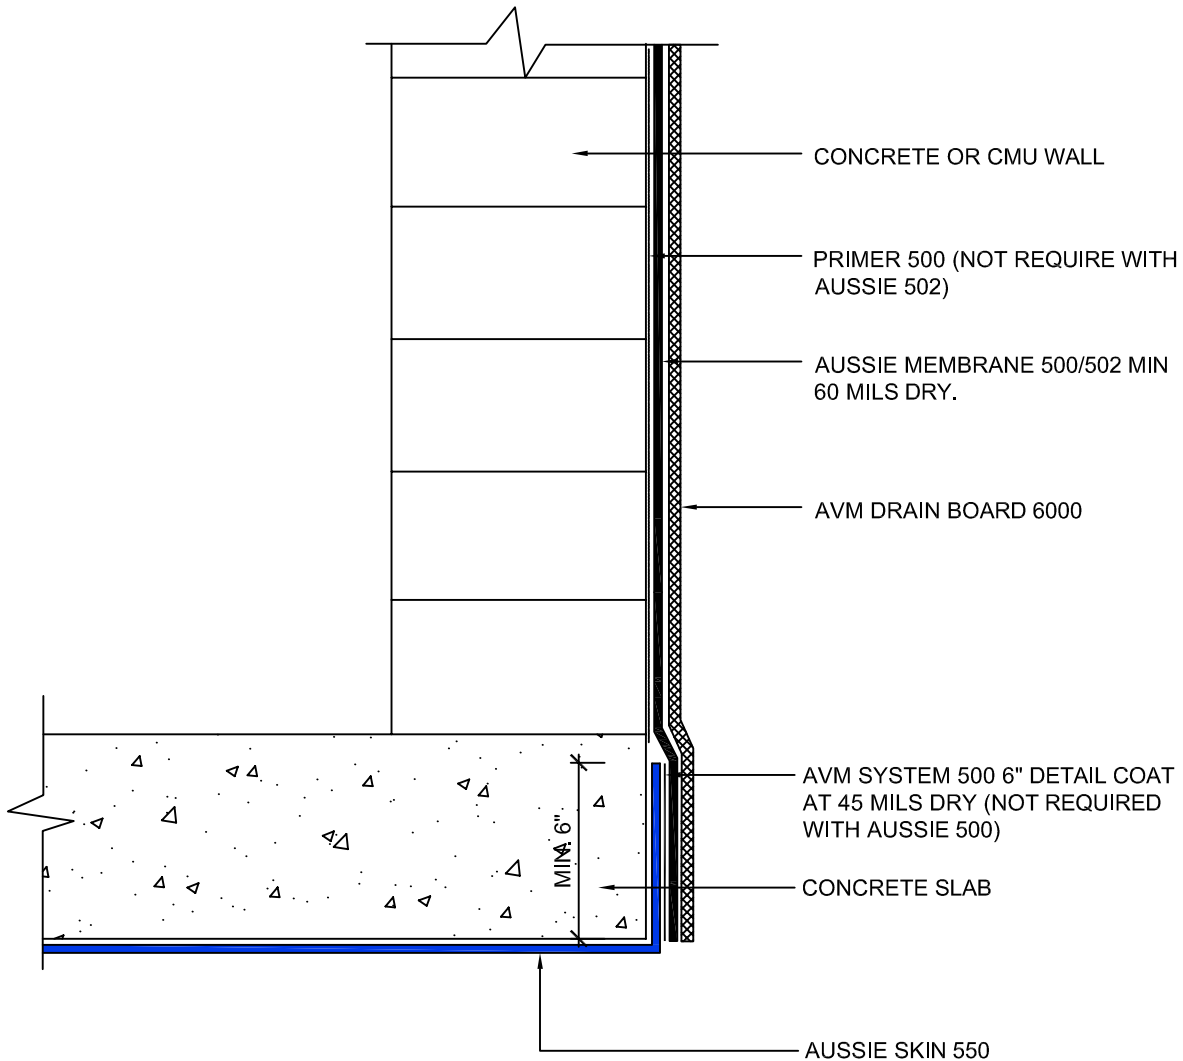 CONCRETE OR CMU WALL
PRIMER 500 (NOT REQUIRE WITH
AUSSIE 502)
AUSSIE MEMBRANE 500/502 MIN
60 MILS DRY.
AVM DRAIN BOARD 6000
AVM SYSTEM 500 6" DETAIL COAT
AT 45 MILS DRY (NOT REQUIRED
WITH AUSSIE 500)
MIN. 6"
CONCRETE SLAB
AUSSIE SKIN 550